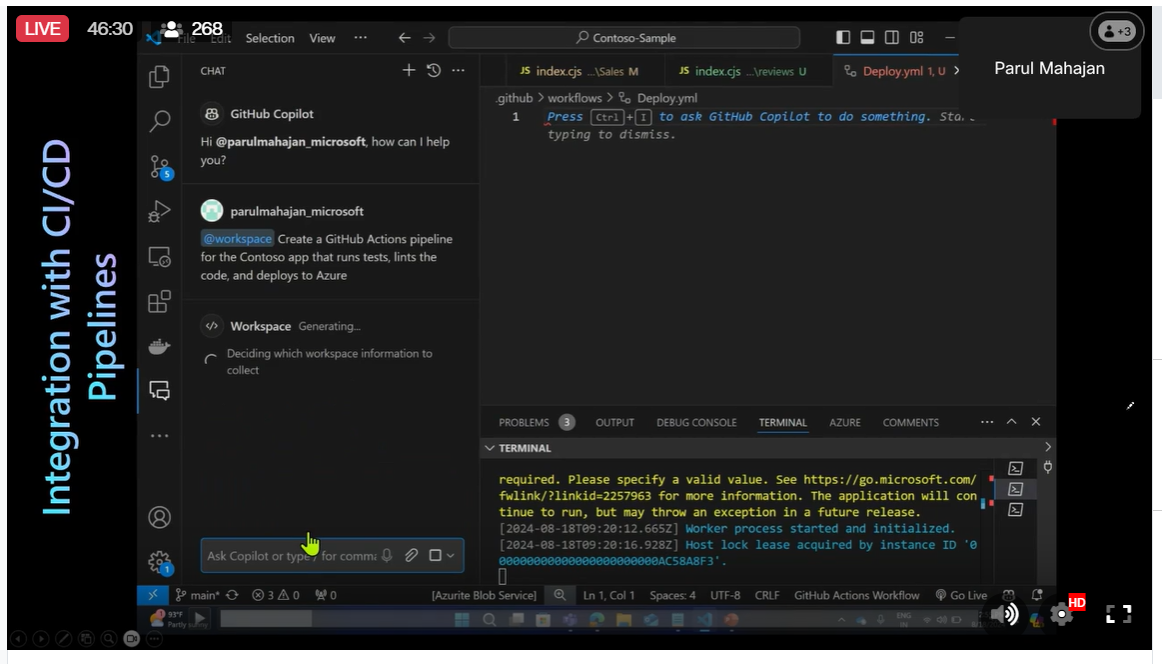 LIVE
46:30
268
+3
Parul Mahajan
File Edit Selection View ···
Contoso-Sample
CHAT
JS index.cjs ...\Sales M
JS index.cjs ...\reviews U
Deploy.yml 1, U
.github > workflows > Deploy.yml
1 Press Ctrl+I to ask GitHub Copilot to do something. Start
typing to dismiss.
GitHub Copilot
Hi @parulmahajan_microsoft, how can I help
you?
parulmahajan_microsoft
@workspace Create a GitHub Actions pipeline
for the Contoso app that runs tests, lints the
code, and deploys to Azure
Workspace Generating...
Deciding which workspace information to
collect
Ask Copilot or type / for comma
Integration with CI/CD
Pipelines
5
1
PROBLEMS 3 OUTPUT DEBUG CONSOLE TERMINAL AZURE COMMENTS
TERMINAL
required. Please specify a valid value. See https://go.microsoft.com/
fwlink/?linkid=2257963 for more information. The application will con
tinue to run, but may throw an exception in a future release.
[2024-08-18T09:20:12.665Z] Worker process started and initialized.
[2024-08-18T09:20:16.928Z] Host lock lease acquired by instance ID '0
00000000000000000000000AC58A8F3'.
main* 3 0 0 [Azurite Blob Service] Ln 1, Col 1 Spaces: 4 UTF-8 CRLF GitHub Actions Workflow Go Live
93°F
Partly
ENG
IN
HD